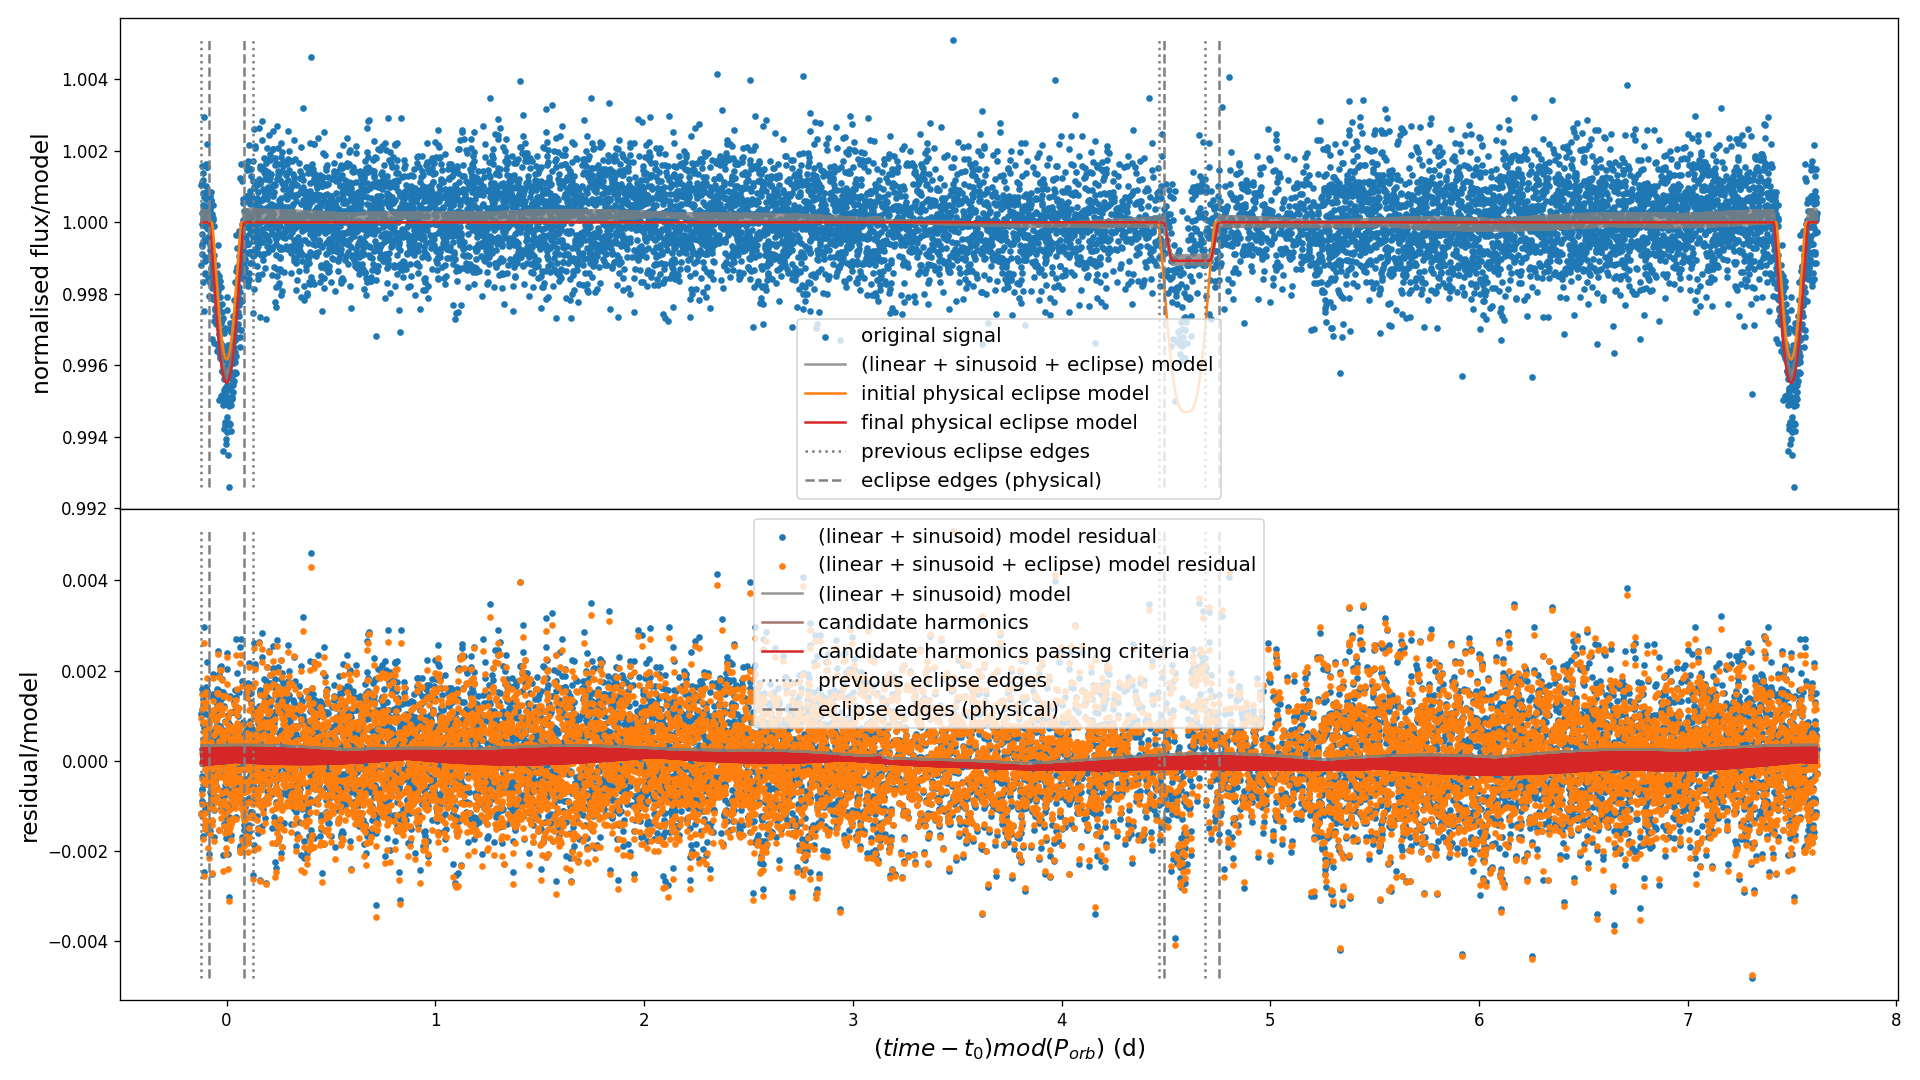 normalised flux/model
1.004
1.002
1.000
0.998
0.996
0.994
0.992
original signal
(linear + sinusoid + eclipse) model
initial physical eclipse model
final physical eclipse model
previous eclipse edges
eclipse edges (physical)
residual/model
0.004
0.002
0.000
−0.002
−0.004
(linear + sinusoid) model residual
(linear + sinusoid + eclipse) model residual
(linear + sinusoid) model
candidate harmonics
candidate harmonics passing criteria
previous eclipse edges
eclipse edges (physical)
0 1 2 3 4 5 6 7 8
(time − t₀)mod(P_orb) (d)